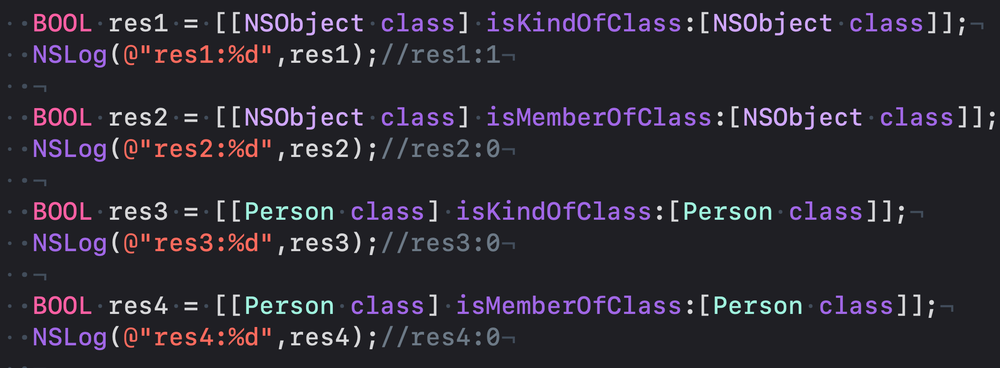 BOOL res1 = [[NSObject class] isKindOfClass:[NSObject class]];
NSLog(@"res1:%d",res1);//res1:1
BOOL res2 = [[NSObject class] isMemberOfClass:[NSObject class]];
NSLog(@"res2:%d",res2);//res2:0
BOOL res3 = [[Person class] isKindOfClass:[Person class]];
NSLog(@"res3:%d",res3);//res3:0
BOOL res4 = [[Person class] isMemberOfClass:[Person class]];
NSLog(@"res4:%d",res4);//res4:0